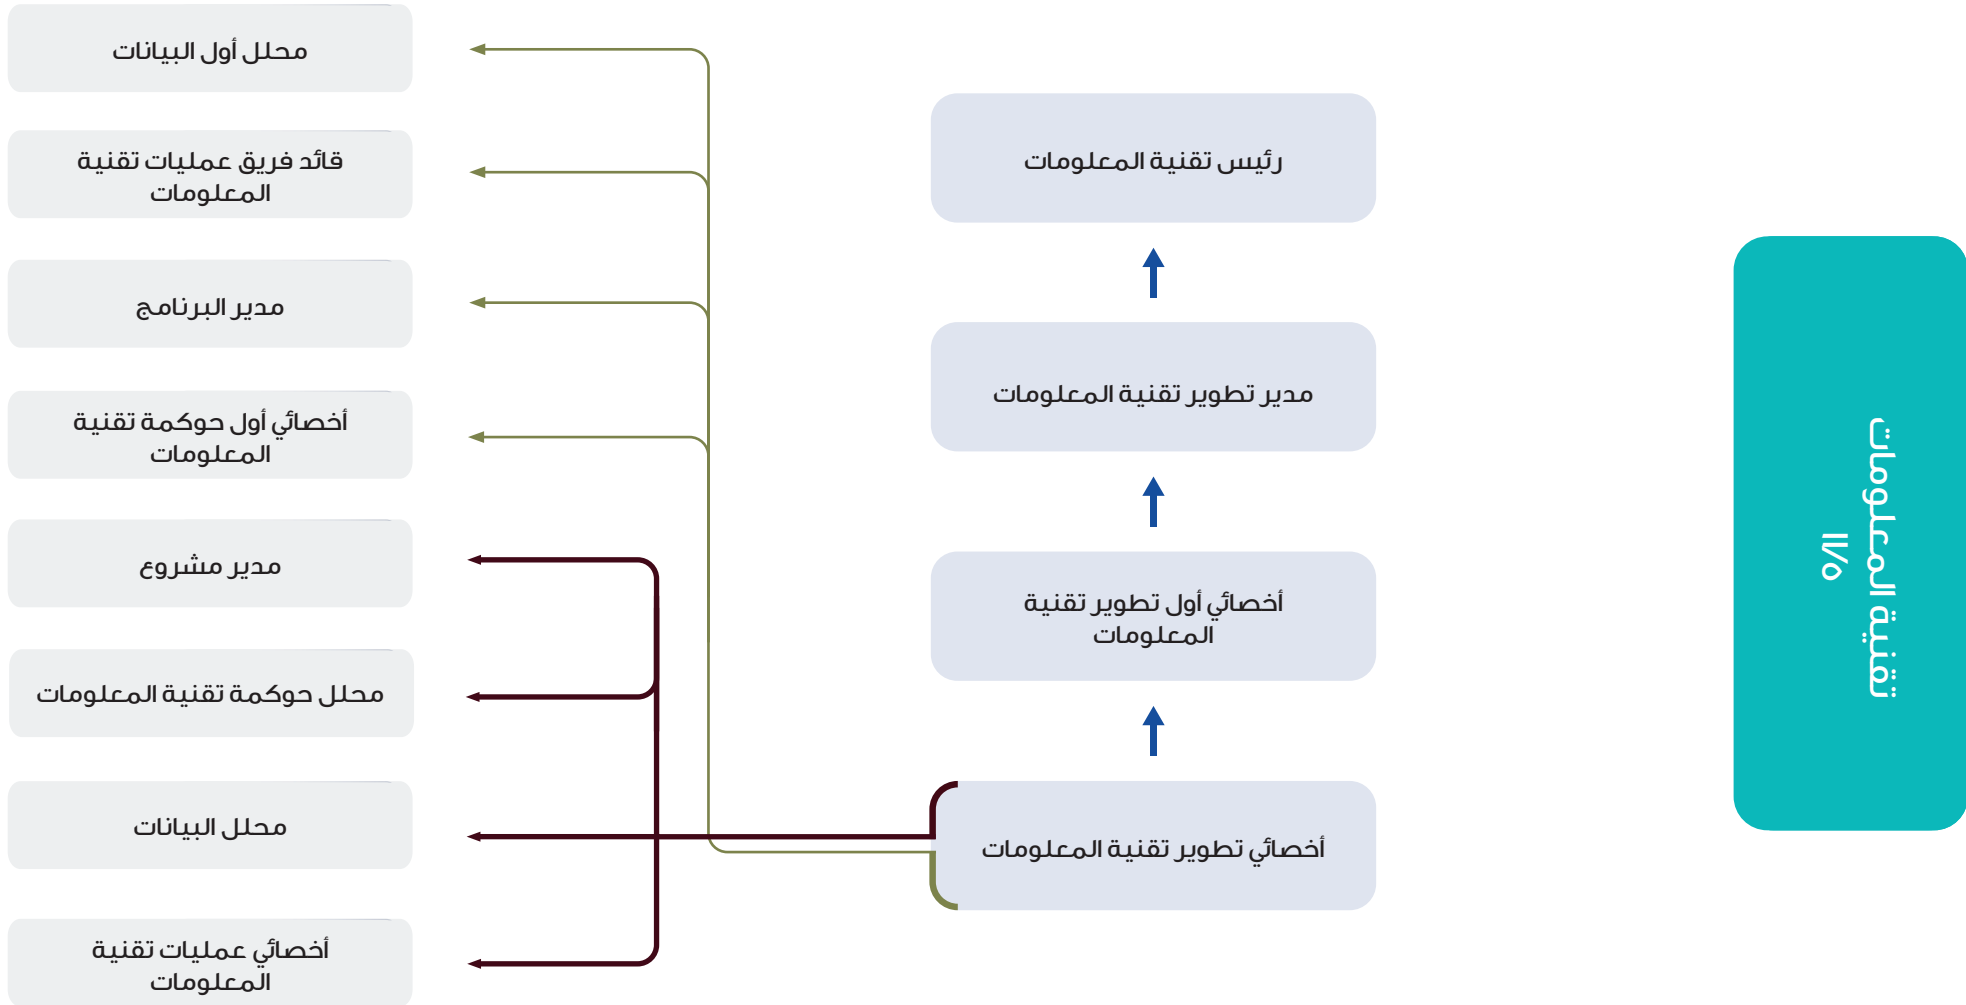 محلل أول البيانات
قائد فريق عمليات تقنية
المعلومات
مدير البرنامج
أخصائي أول حوكمة تقنية
المعلومات
مدير مشروع
محلل حوكمة تقنية المعلومات
محلل البيانات
أخصائي عمليات تقنية
المعلومات
رئيس تقنية المعلومات
مدير تطوير تقنية المعلومات
أخصائي أول تطوير تقنية
المعلومات
أخصائي تطوير تقنية المعلومات
تقنية المعلومات